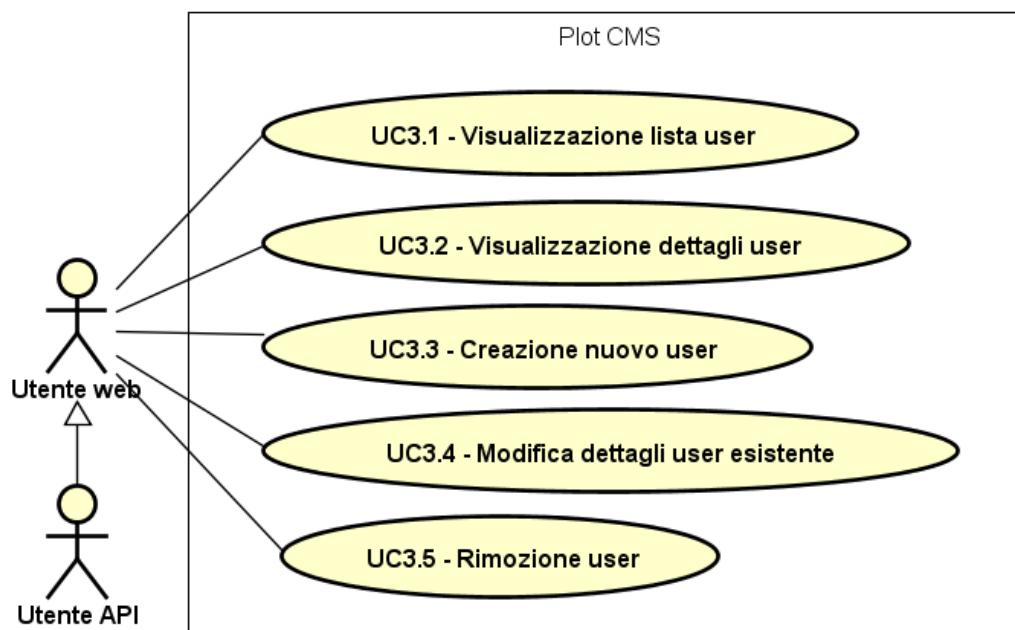 Plot CMS
UC3.1 - Visualizzazione lista user
UC3.2 - Visualizzazione dettagli user
UC3.3 - Creazione nuovo user
Utente web
UC3.4 - Modifica dettagli user esistente
UC3.5 - Rimozione user
Utente API